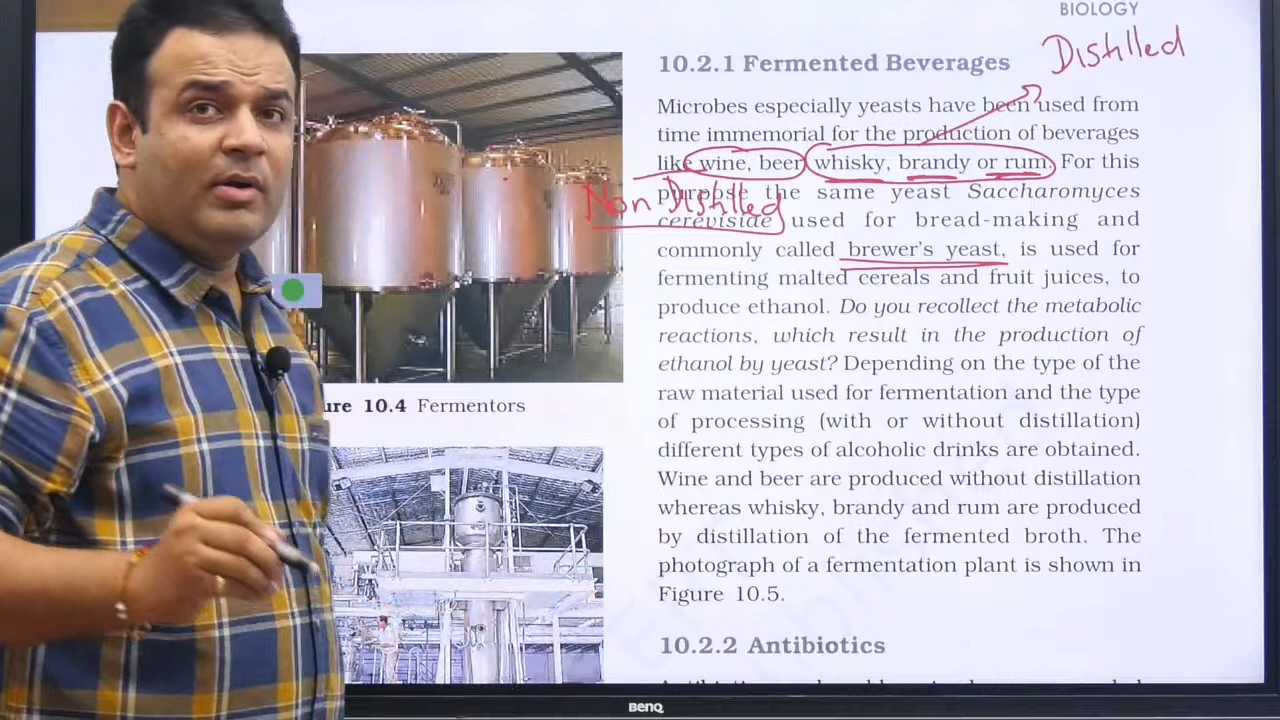 BIOLOGY
Distilled
10.2.1 Fermented Beverages
Microbes especially yeasts have been used from
time immemorial for the production of beverages
like wine, beer, whisky, brandy or rum. For this
Non Distilled
purpose the same yeast Saccharomyces
cerevisiae used for bread-making and
commonly called brewer's yeast, is used for
fermenting malted cereals and fruit juices, to
produce ethanol. Do you recollect the metabolic
reactions, which result in the production of
ethanol by yeast? Depending on the type of the
raw material used for fermentation and the type
of processing (with or without distillation)
different types of alcoholic drinks are obtained.
Wine and beer are produced without distillation
whereas whisky, brandy and rum are produced
by distillation of the fermented broth. The
photograph of a fermentation plant is shown in
Figure 10.5.
10.2.2 Antibiotics
ure 10.4 Fermentors
BenQ